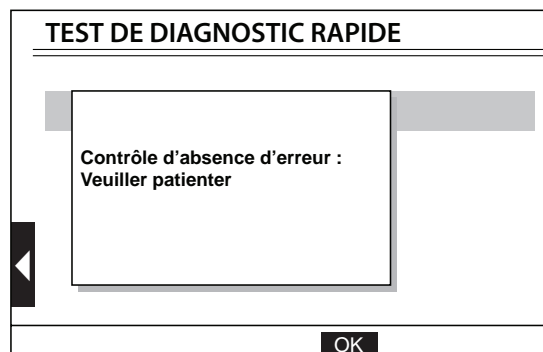 TEST DE DIAGNOSTIC RAPIDE
Contrôle d’absence d’erreur :
Veuiller patienter
OK